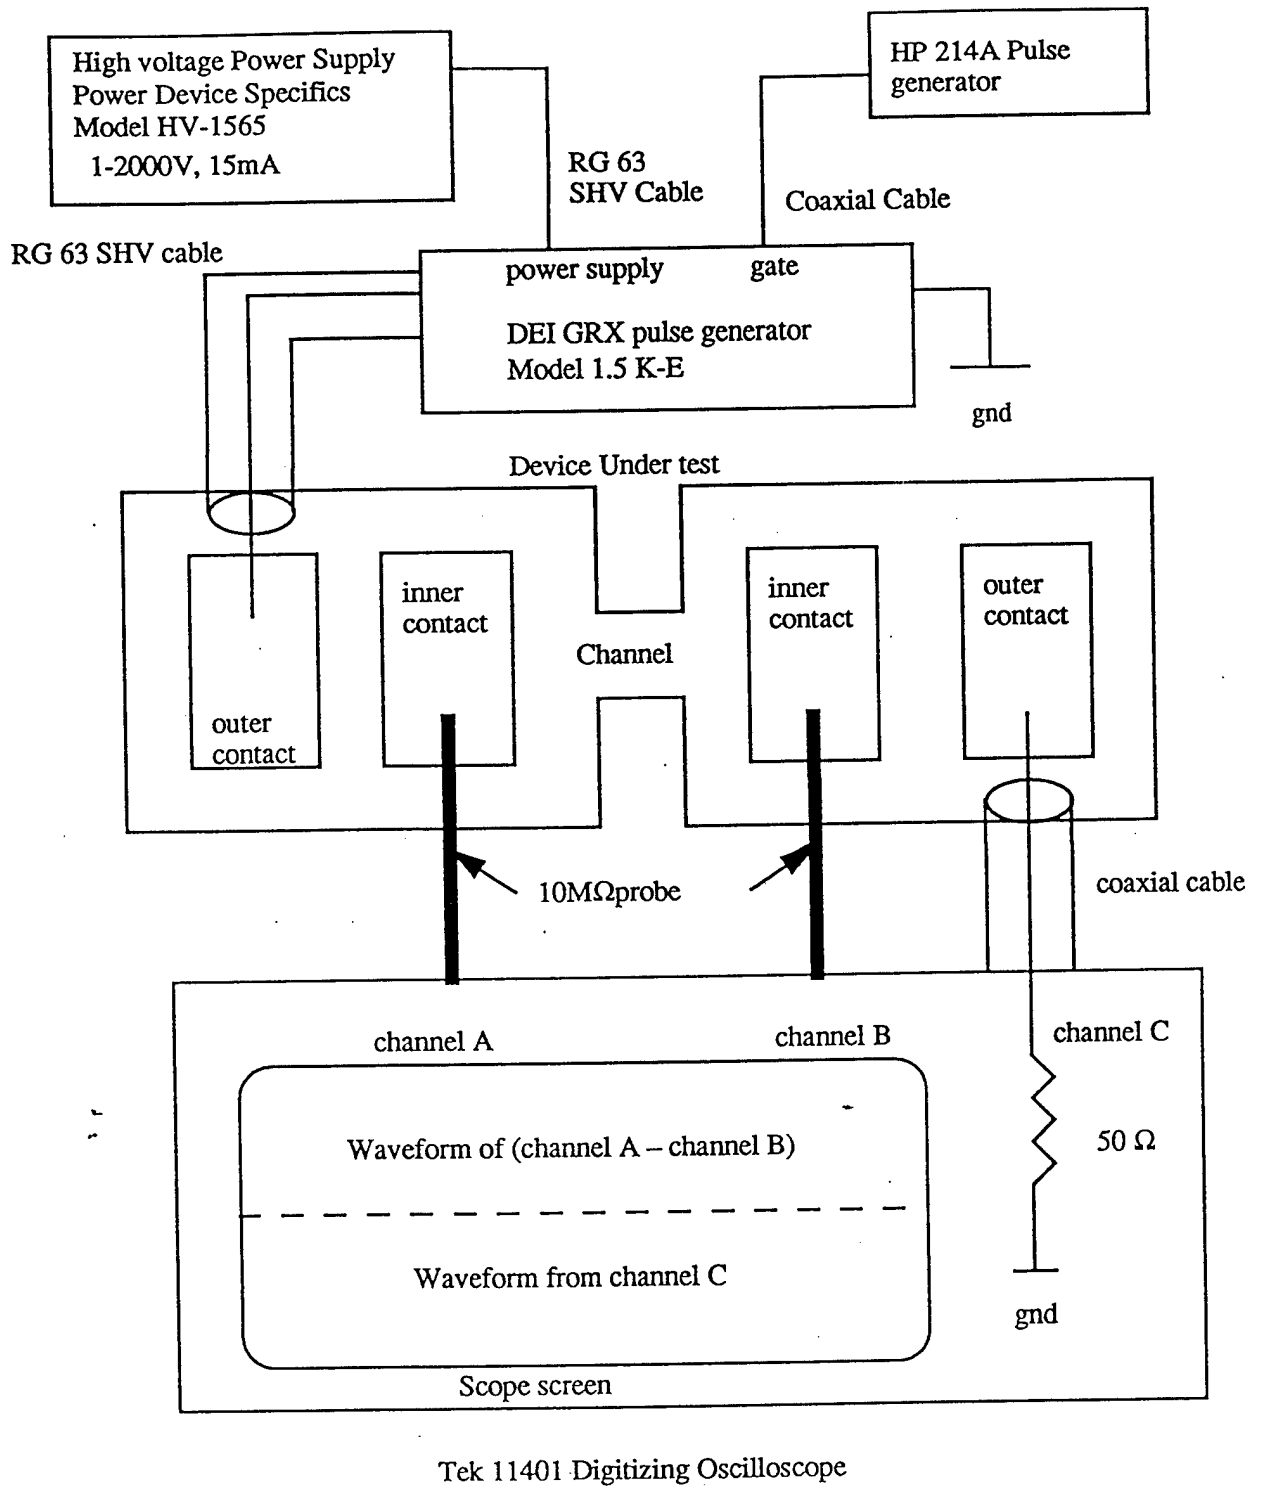 High voltage Power Supply
Power Device Specifics
Model HV-1565
1-2000V, 15mA
HP 214A Pulse
generator
RG 63
SHV Cable
Coaxial Cable
RG 63 SHV cable
power supply
gate
DEI GRX pulse generator
Model 1.5 K-E
gnd
Device Under test
outer
contact
inner
contact
Channel
inner
contact
outer
contact
10MΩprobe
coaxial cable
channel A
channel B
channel C
Waveform of (channel A – channel B)
50 Ω
Waveform from channel C
gnd
Scope screen
Tek 11401 Digitizing Oscilloscope